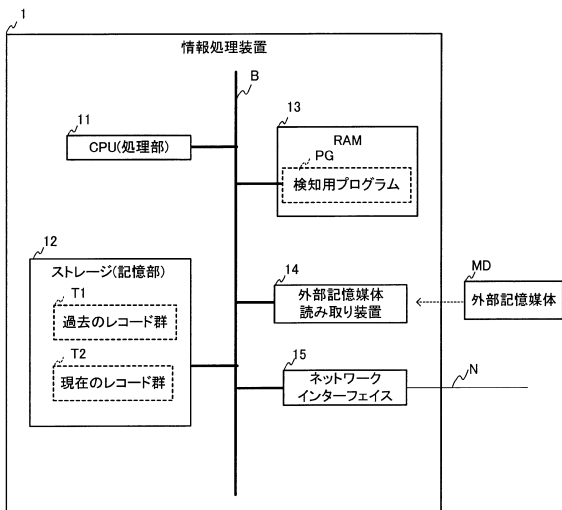 1
情報処理装置
B
11
CPU(処理部)
13
RAM
PG
検知用プログラム
12
ストレージ(記憶部)
T1
過去のレコード群
T2
現在のレコード群
14
外部記憶媒体
読み取り装置
MD
外部記憶媒体
15
ネットワーク
インターフェイス
N